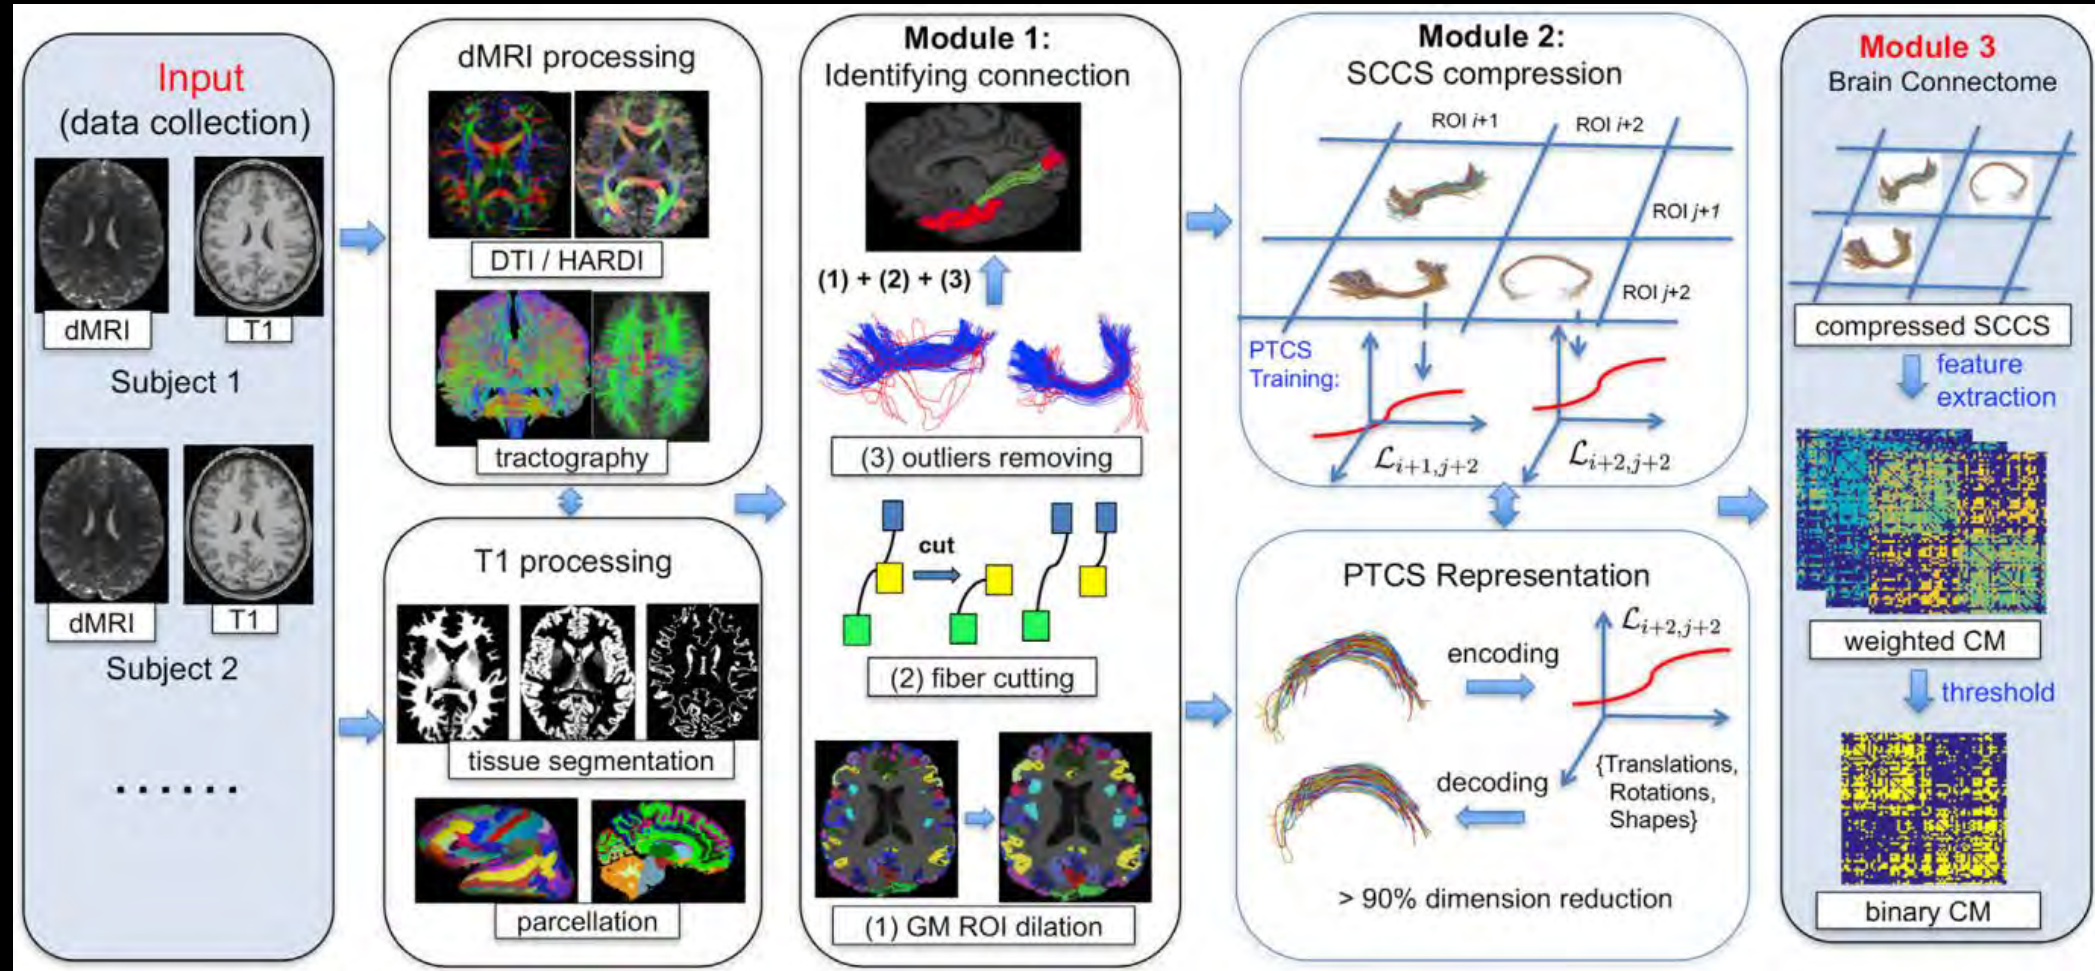 Input
(data collection)
dMRI
T1
Subject 1
dMRI
T1
Subject 2
......
dMRI processing
DTI / HARDI
tractography
T1 processing
tissue segmentation
parcellation
Module 1:
Identifying connection
(1) + (2) + (3)
(3) outliers removing
cut
(2) fiber cutting
(1) GM ROI dilation
Module 2:
SCCS compression
ROI i+1
ROI i+2
ROI j+1
ROI j+2
PTCS
Training:
ℒi+1,j+2
ℒi+2,j+2
PTCS Representation
ℒi+2,j+2
encoding
decoding
{Translations,
Rotations,
Shapes}
> 90% dimension reduction
Module 3
Brain Connectome
compressed SCCS
feature
extraction
weighted CM
threshold
binary CM